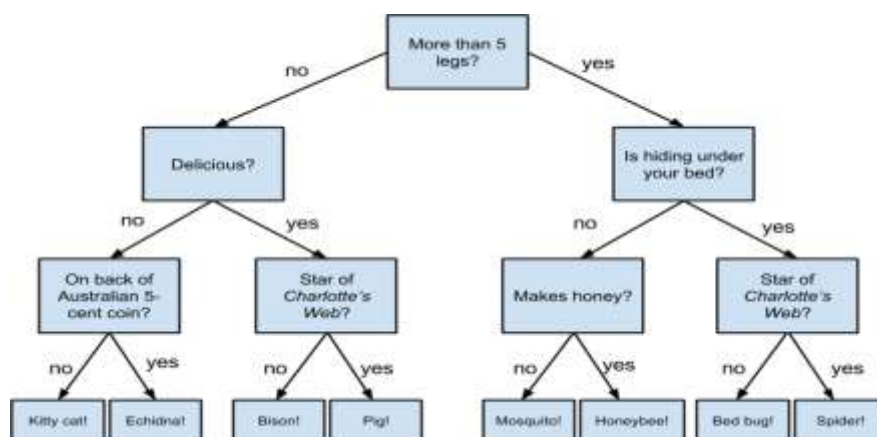 More than 5
legs?
no
yes
Delicious?
Is hiding under
your bed?
no
yes
no
yes
On back of
Australian 5-
cent coin?
Star of
Charlotte's
Web?
Makes honey?
Star of
Charlotte's
Web?
no
yes
no
yes
no
yes
no
yes
Kitty cat!
Echidna!
Bison!
Pig!
Mosquito!
Honeybee!
Bed bug!
Spider!